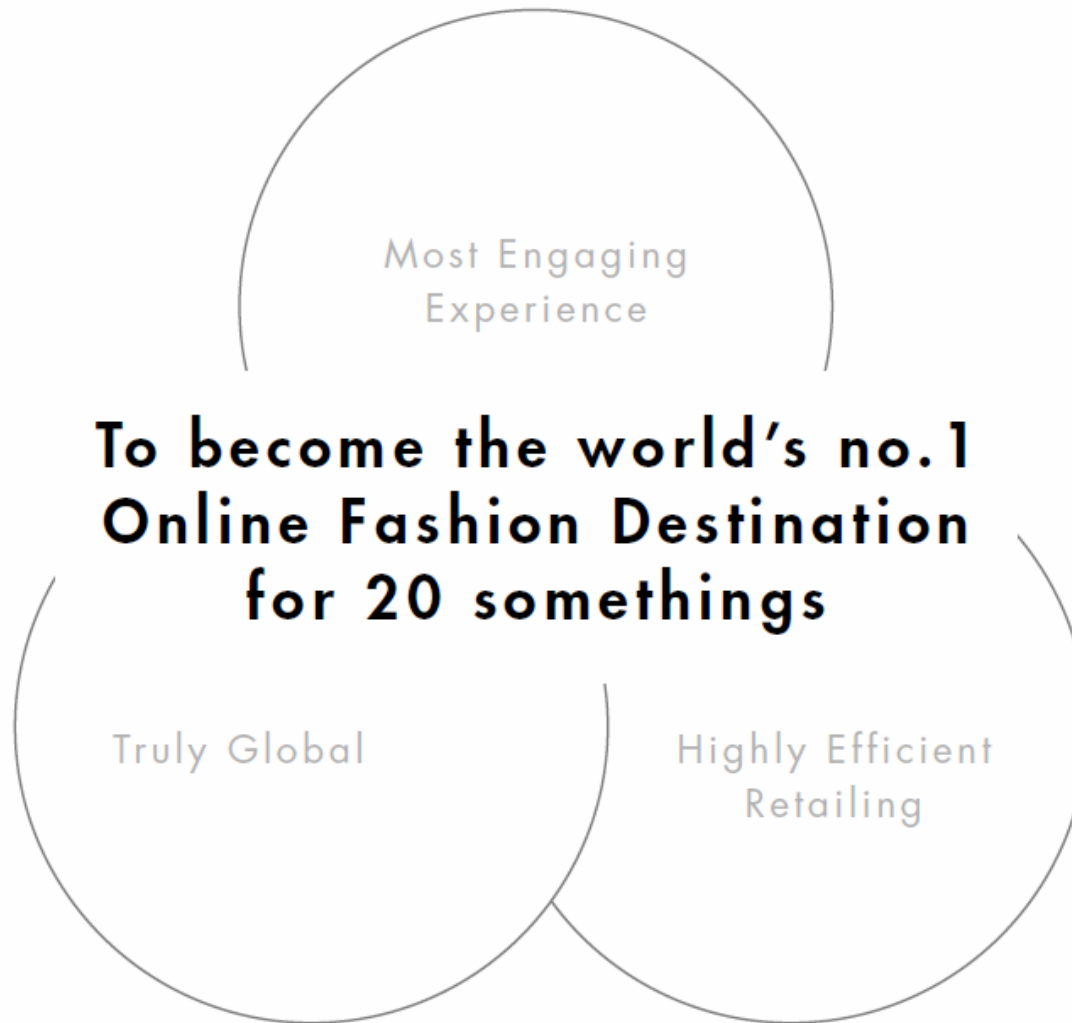 Most Engaging
Experience
To become the world’s no.1
Online Fashion Destination
for 20 somethings
Truly Global
Highly Efficient
Retailing